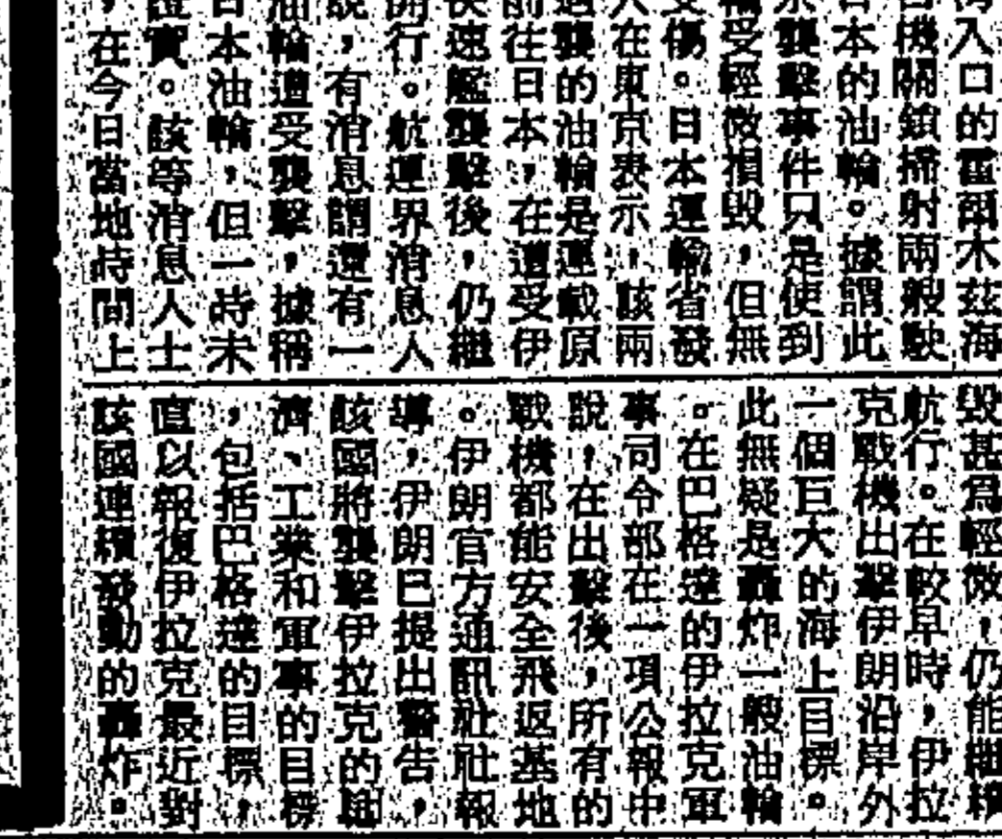 入口的霍爾木茲海
機關鎗掃射兩艘駛
本的油輪。據謂此
襲擊事件只是使到
受輕微損毀，但無
傷。日本運輸省發
在東京表示，該兩
襲的油輪是運載原
前往日本，在遭受伊
快速艦襲擊後，仍繼
開行。航運界消息人
說，有消息謂還有一
油輪遭受襲擊，據稱
日本油輪，但一時未
證實。該等消息人士
，在今日當地時間上
毀甚為輕微，仍能繼續
航行。在較早時，伊拉
克戰機出擊伊朗沿岸外
一個巨大的海上目標。
此無疑是轟炸一艘油輪
。在巴格達的伊拉克軍
事司令部在一項公報中
說，在出擊後，所有的
戰機都能安全飛返基地
。伊朗官方通訊社社報
導，伊朗已提出警告，
該國將襲擊伊拉克的經
濟、工業和軍事的目標
，包括巴格達的目標，
直以報復伊拉克最近對
該國連續發動的轟炸。